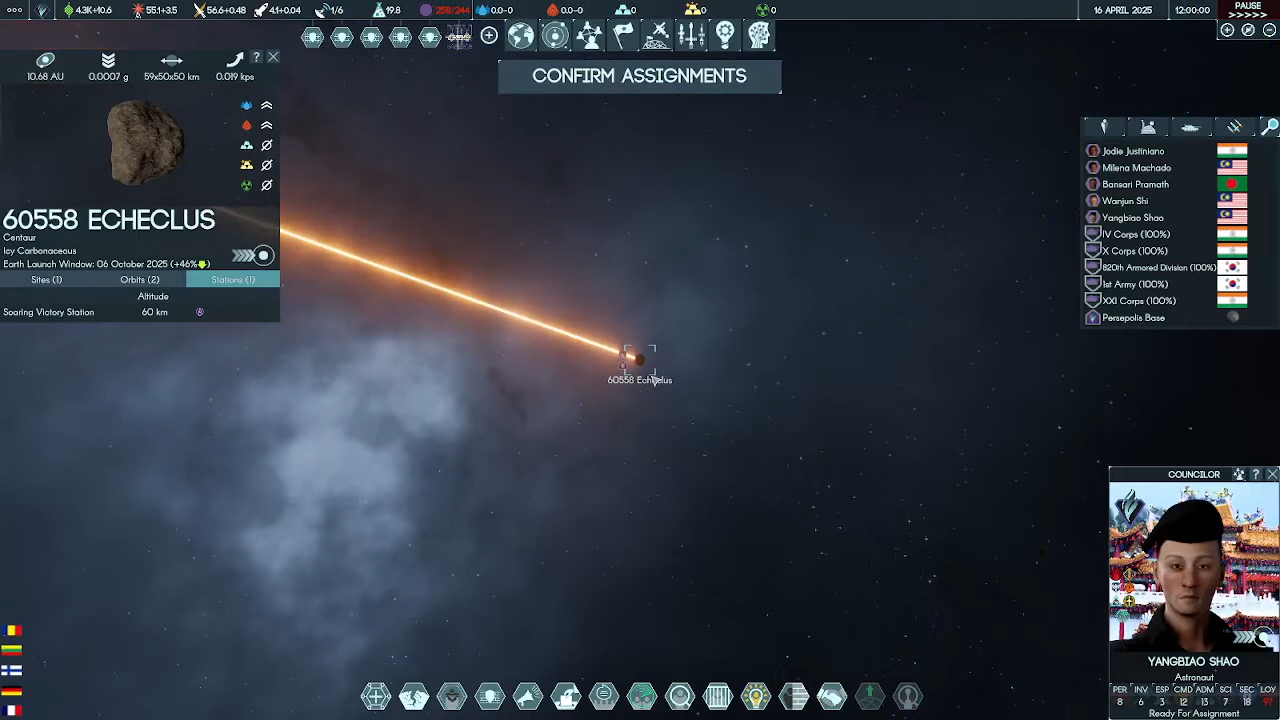 4.3K+10.6 55.1+3.5 56.6+0.48 4.1+0.04 1/6 19.8 258/244 0.0-0 0.0-0 0 0 0 16 APRIL 2025 12:00:00 PAUSE
>>>>>
CONFIRM ASSIGNMENTS
10.68 AU 0.0007 g 59x50x50 km 0.019 kps
60558 ECHECLUS
Centaur
Icy Carbonaceous
Earth Launch Window: 06 October 2025 (+46%)
Sites (1) Orbits (2) Stations (1)
Altitude
Soaring Victory Station 60 km
60558 Echeclus
Jodie Justiniano
Milena Machado
Bansari Pramath
Wanjun Shi
Yangbiao Shao
IV Corps (100%)
X Corps (100%)
820th Armored Division (100%)
1st Army (100%)
XXI Corps (100%)
Persepolis Base
COUNCILOR
YANGBIAO SHAO
Astronaut
PER INV ESP CMD ADM SCI SEC LOY
8 6 3 12 13 7 18
Ready For Assignment